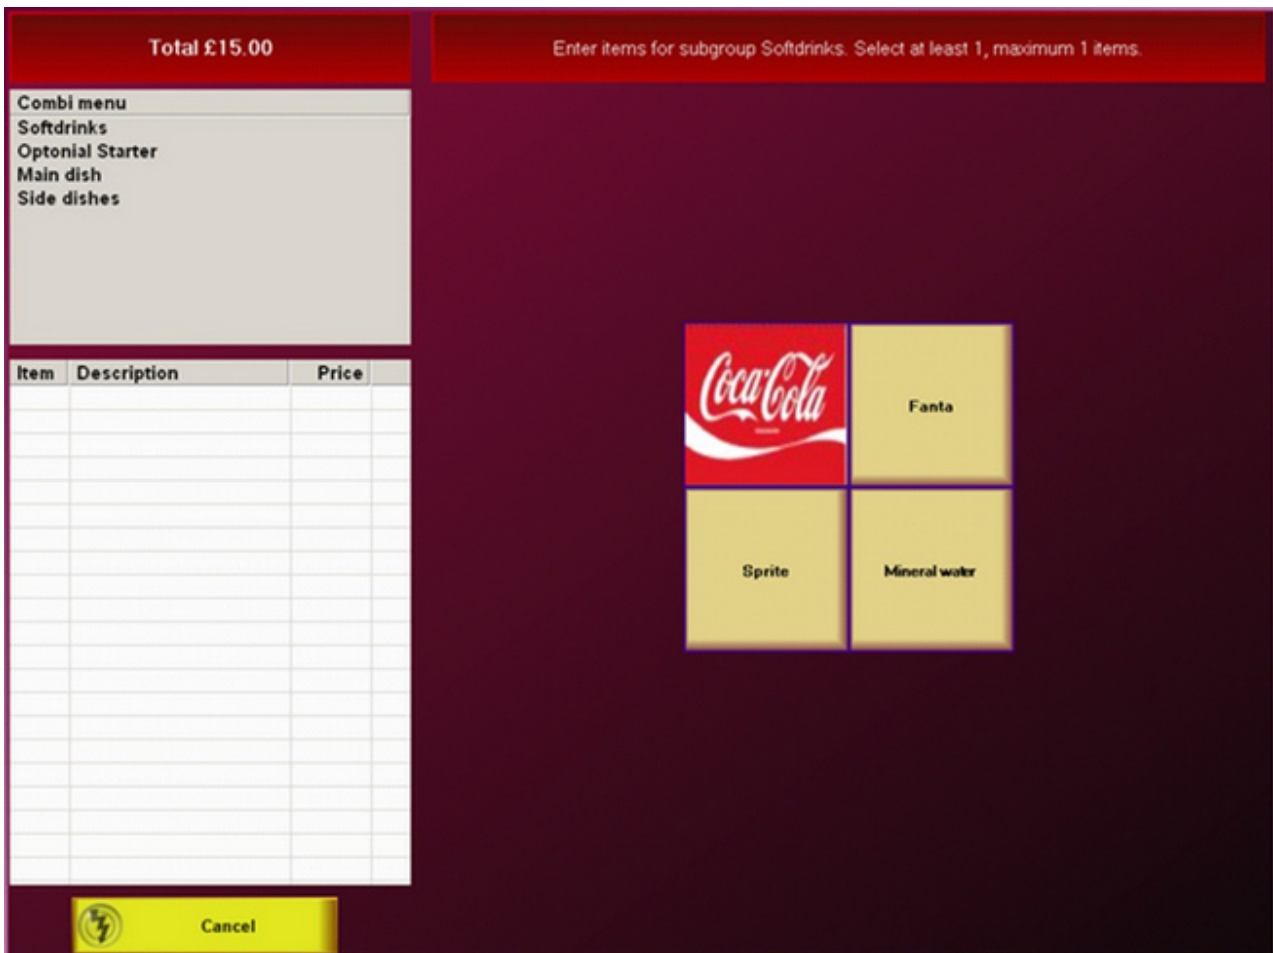 Total £15.00
Enter items for subgroup Softdrinks. Select at least 1, maximum 1 items.
Combi menu
Softdrinks
Optonial Starter
Main dish
Side dishes
Item Description Price
Coca-Cola
Fanta
Sprite
Mineral water
Cancel